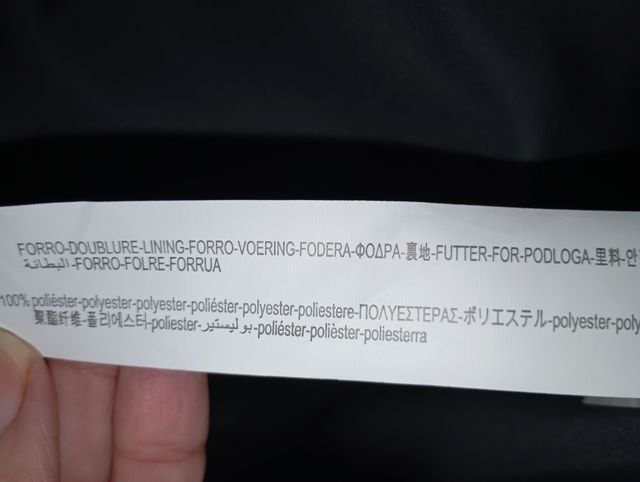 FORRO-DOUBLURE-LINING-FORRO-VOERING-FODERA-ΦΟΔΡΑ-裏地-FUTTER-FOR-PODLOGA-里料-안
البطانة-FORRO-FOLRE-FORRUA
100% poliéster-polyester-polyester-poliéster-polyester-poliestere-ΠΟΛΥΕΣΤΕΡΑΣ-ポリエステル-polyester-poly
聚酯纤维-폴리에스터-poliester-بوليستير-poliéster-polièster-poliesterra